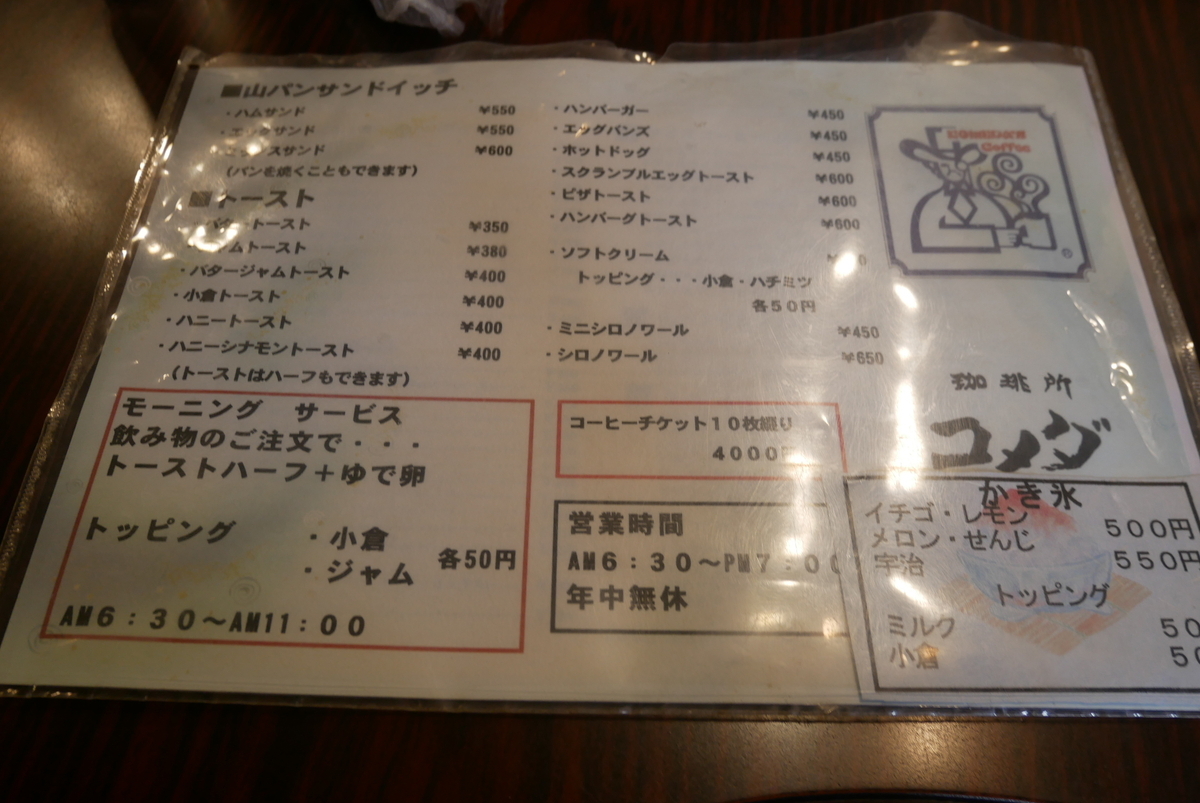 ■山パンサンドイッチ
・ハムサンド ¥550
サンド ¥550
サンド ¥600
(パンを焼くこともできます)
■トースト
トースト ¥350
ムトースト ¥380
・バタージャムトースト ¥400
・小倉トースト ¥400
・ハニートースト ¥400
・ハニーシナモントースト ¥400
(トーストはハーフもできます)
・ハンバーガー ¥450
・エッグバンズ ¥450
・ホットドッグ ¥450
・スクランブルエッグトースト ¥600
・ピザトースト ¥600
・ハンバーグトースト ¥600
・ソフトクリーム
トッピング・・・小倉・ハチミツ
各50円
・ミニシロノワール ¥450
・シロノワール ¥650
KOMEDA'S
Coffee
®
珈琲所
コメダ
モーニング サービス
飲み物のご注文で・・・
トーストハーフ+ゆで卵
トッピング ・小倉
・ジャム 各50円
AM6:30〜AM11:00
コーヒーチケット10枚綴り
4000円
営業時間
AM6:30〜PM7:00
年中無休
かき氷
イチゴ・レモン
メロン・せんじ 500円
宇治 550円
トッピング
ミルク 50
小倉 50